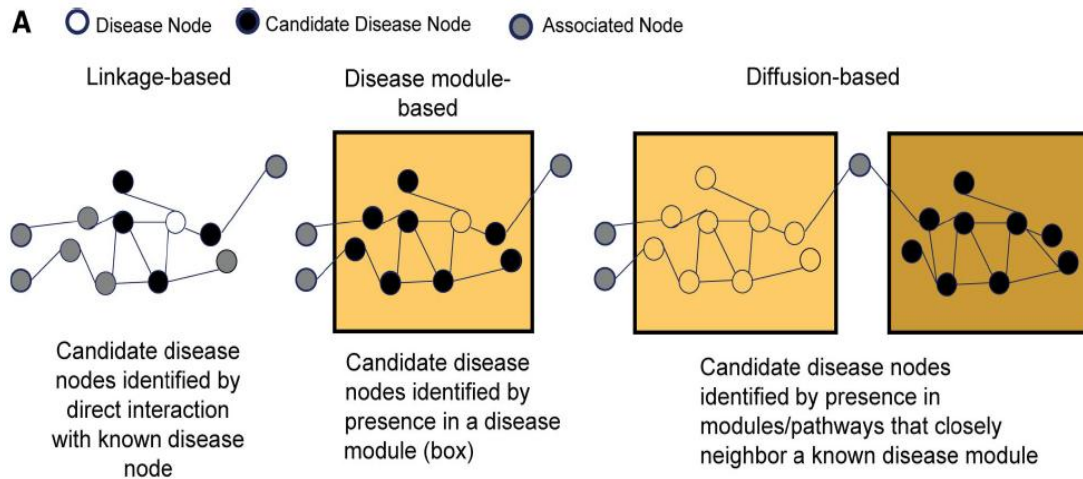 A Disease Node Candidate Disease Node Associated Node
Linkage-based
Disease module-
based
Diffusion-based
Candidate disease
nodes identified by
direct interaction
with known disease
node
Candidate disease
nodes identified by
presence in a disease
module (box)
Candidate disease nodes
identified by presence in
modules/pathways that closely
neighbor a known disease module